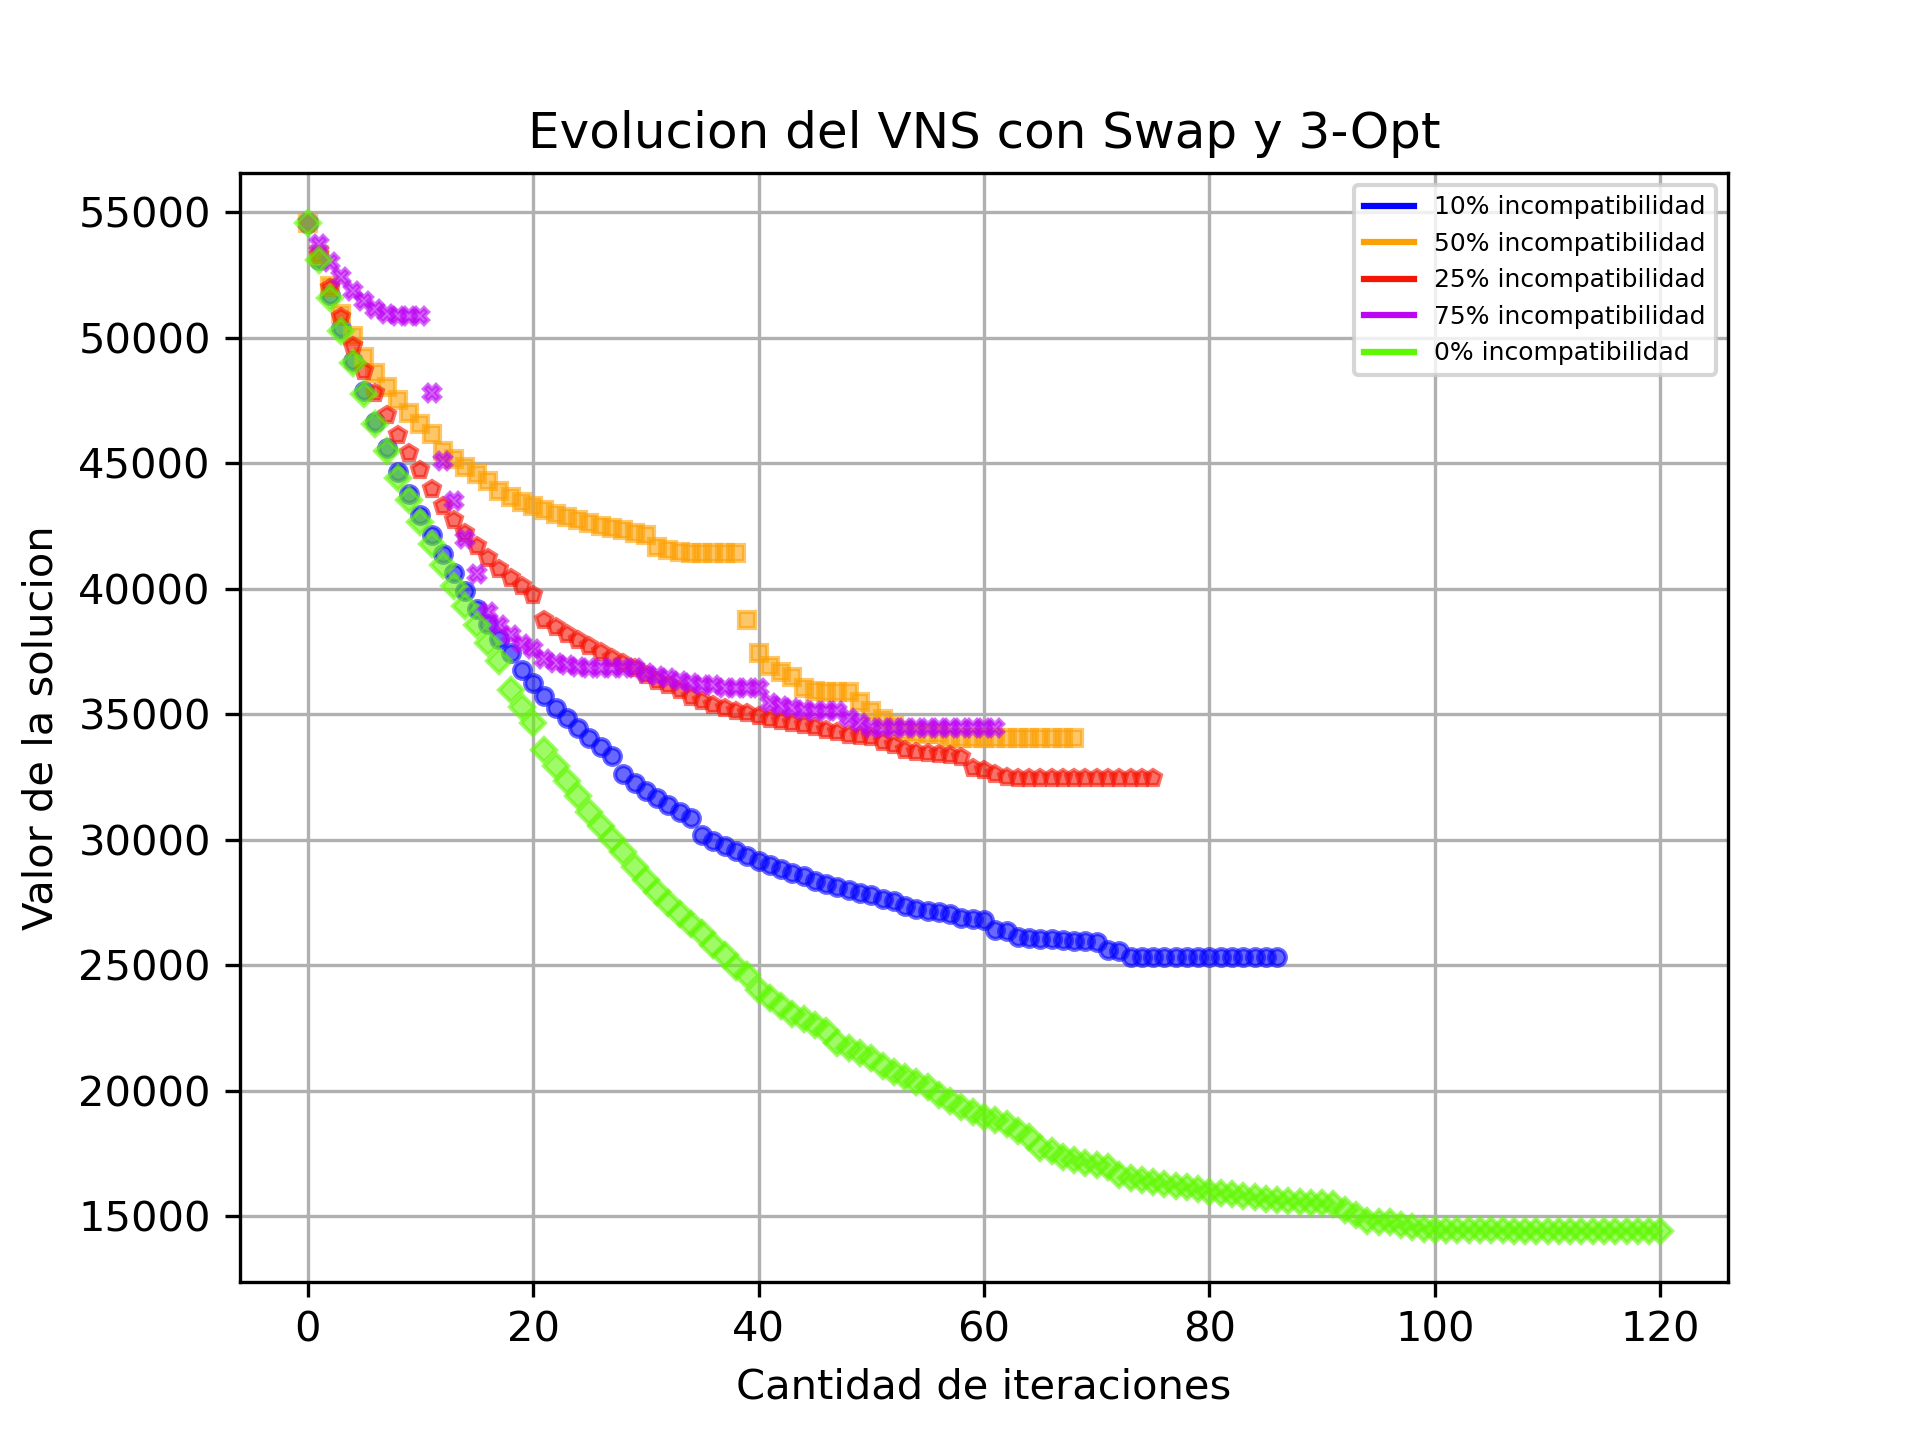 Evolucion del VNS con Swap y 3-Opt
55000
50000
45000
40000
35000
30000
25000
20000
15000
Valor de la solucion
10% incompatibilidad
50% incompatibilidad
25% incompatibilidad
75% incompatibilidad
0% incompatibilidad
0 20 40 60 80 100 120
Cantidad de iteraciones